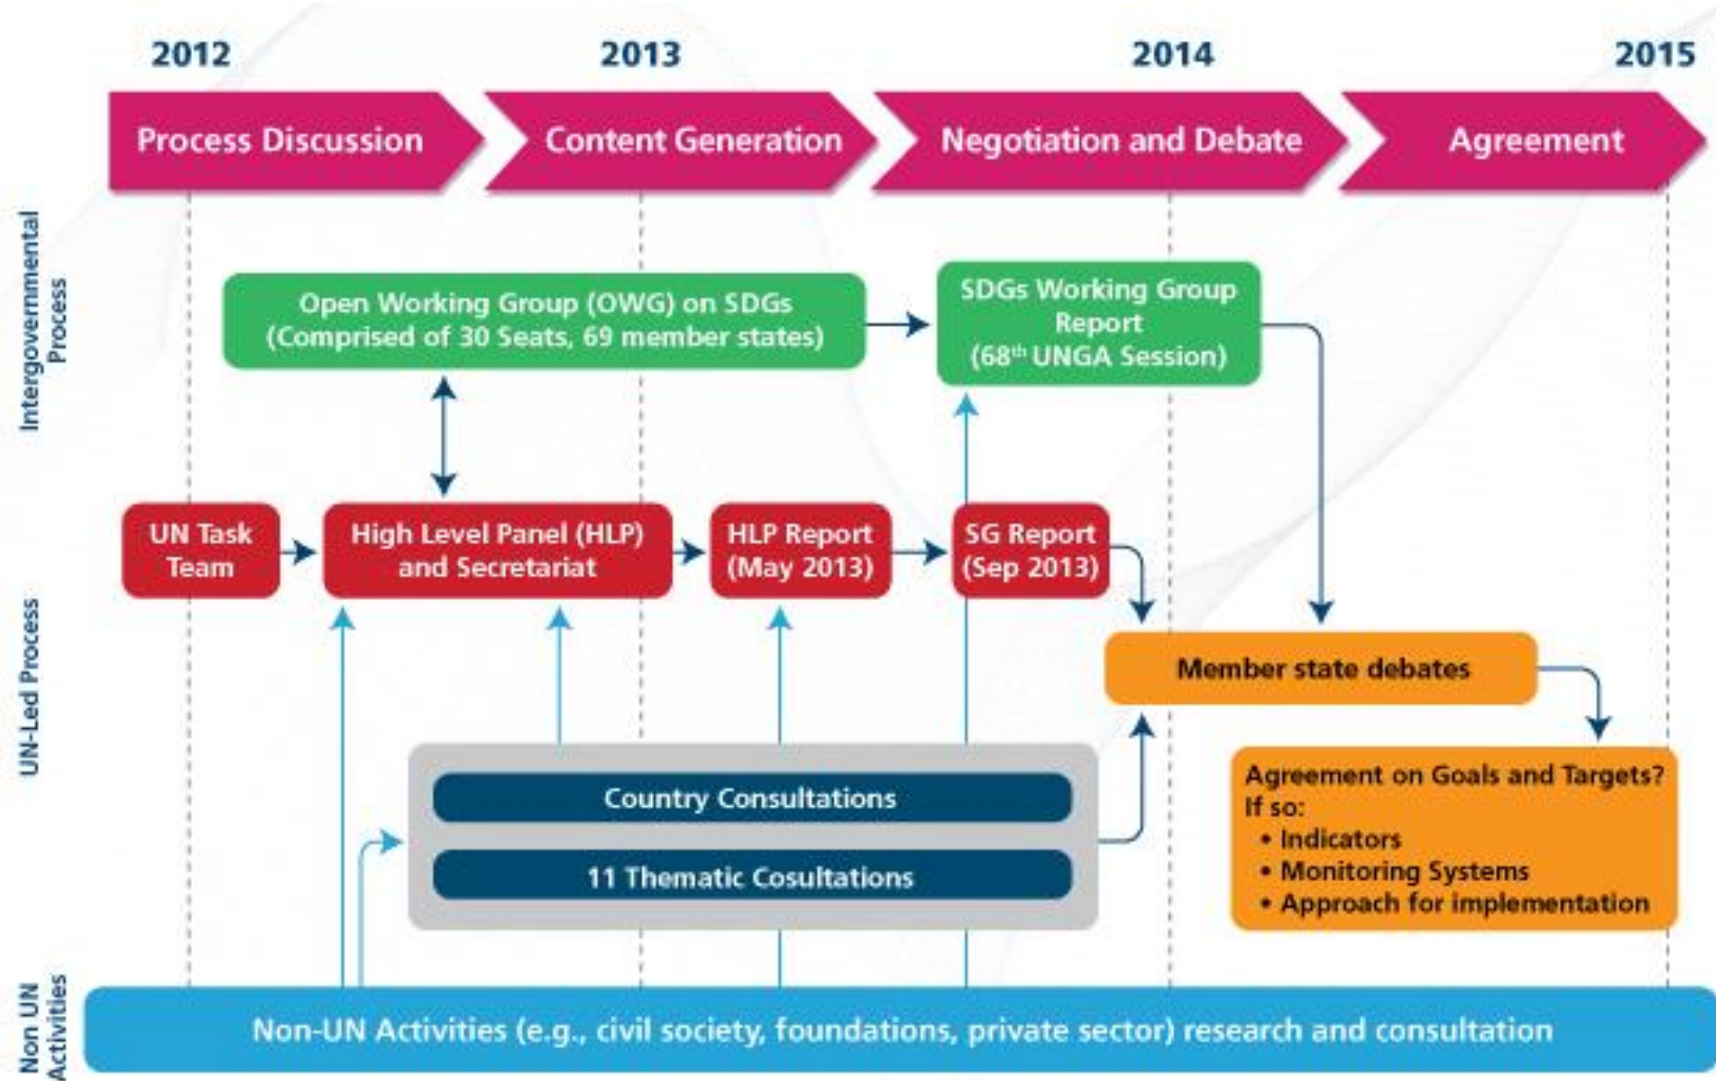 2012
2013
2014
2015
Process Discussion
Content Generation
Negotiation and Debate
Agreement
Intergovernmental
Process
Open Working Group (OWG) on SDGs
(Comprised of 30 Seats, 69 member states)
SDGs Working Group
Report
(68th UNGA Session)
UN-Led Process
UN Task
Team
High Level Panel (HLP)
and Secretariat
HLP Report
(May 2013)
SG Report
(Sep 2013)
Member state debates
Country Consultations
11 Thematic Cosultations
Agreement on Goals and Targets?
If so:
• Indicators
• Monitoring Systems
• Approach for implementation
Non UN
Activities
Non-UN Activities (e.g., civil society, foundations, private sector) research and consultation